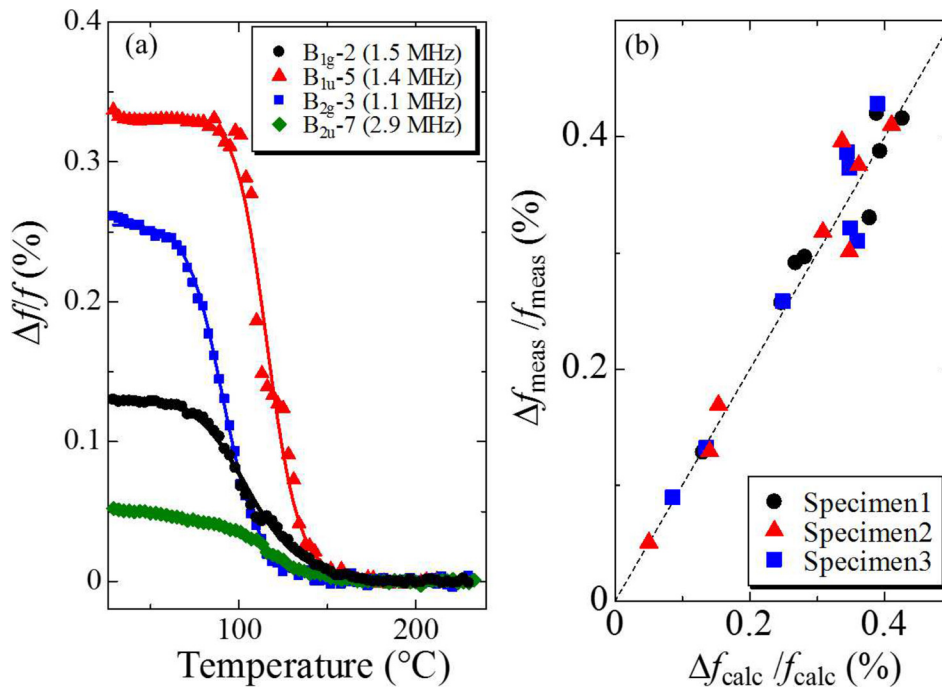 (a)
B1g-2 (1.5 MHz)
B1u-5 (1.4 MHz)
B2g-3 (1.1 MHz)
B2u-7 (2.9 MHz)
0.4
0.3
0.2
0.1
0
Δf/f (%)
100
200
Temperature (°C)
(b)
0.4
0.2
0
Δfmeas /fmeas (%)
Specimen1
Specimen2
Specimen3
0
0.2
0.4
Δfcalc /fcalc (%)